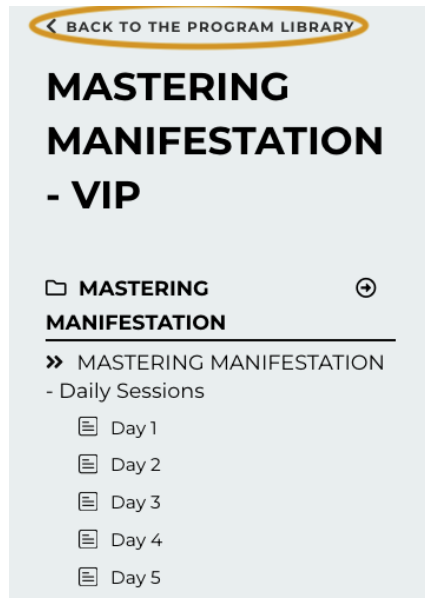 BACK TO THE PROGRAM LIBRARY
MASTERING
MANIFESTATION
- VIP
MASTERING
MANIFESTATION
MASTERING MANIFESTATION
- Daily Sessions
Day 1
Day 2
Day 3
Day 4
Day 5